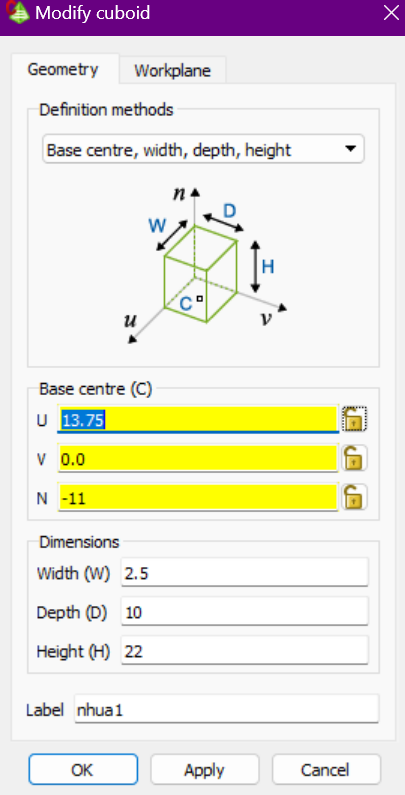 Modify cuboid
Geometry Workplane
Definition methods
Base centre, width, depth, height
n
W D
H
C
u v
Base centre (C)
U 13.75
V 0.0
N -11
Dimensions
Width (W) 2.5
Depth (D) 10
Height (H) 22
Label nhua1
OK Apply Cancel